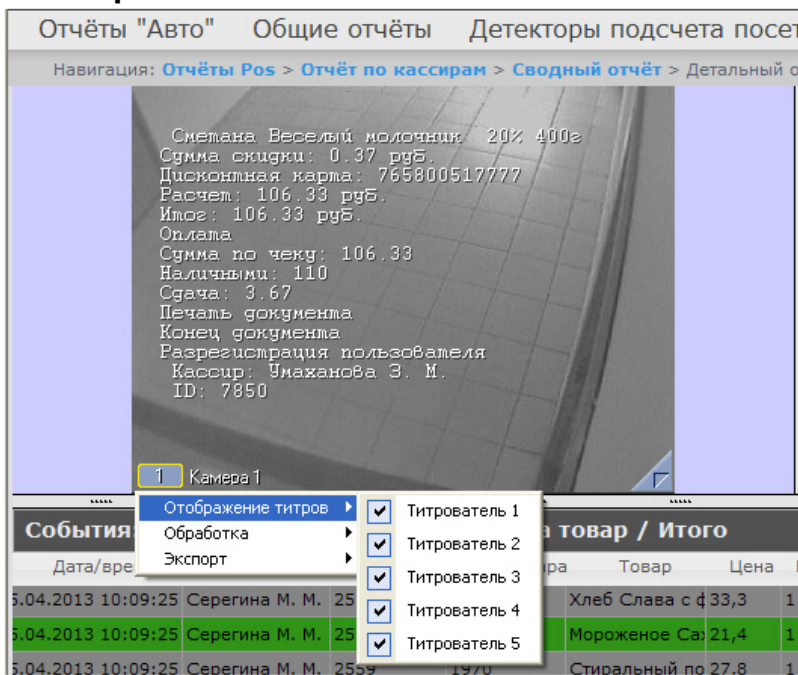 Отчёты "Авто" Общие отчёты Детекторы подсчета
Навигация: Отчёты Pos > Отчёт по кассирам > Сводный отчёт > Детальный
Сметана Веселый молочник 20% 400г
Сумма скидки: 0.37 руб.
Дисконтная карта: 765800517777
Расчет: 106.33 руб.
Итог: 106.33 руб.
Оплата
Сумма по чеку: 106.33
Наличными: 110
Сдача: 3.67
Печать документа
Конец документа
Разрегистрация пользователя
Кассир: Умаханова З. М.
ID: 7850
1 Камера 1
Отображение титров
Обработка
Экспорт
Титрователь 1
Титрователь 2
Титрователь 3
Титрователь 4
Титрователь 5
События товар / Итого
Товар Цена
5.04.2013 10:09:25 Серегина М. М. 25 Хлеб Слава с 33,3 1
5.04.2013 10:09:25 Серегина М. М. 25 Мороженое 21,4 1
5.04.2013 10:09:25 Серегина М. М. 2559 1970 Стиральный 27,8 1